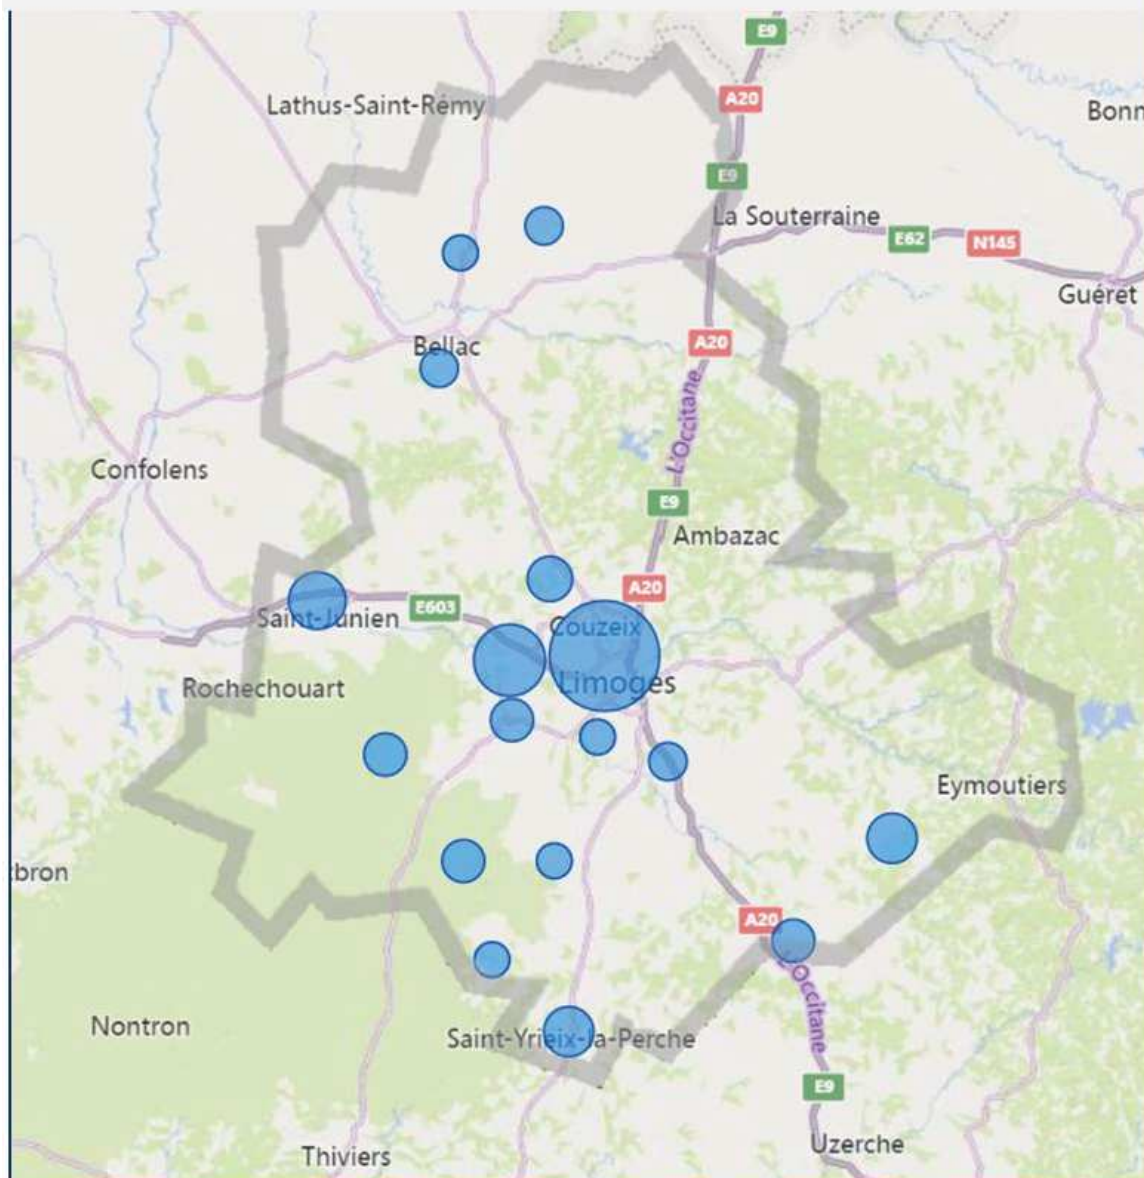 E9
A20
Lathus-Saint-Rémy
Bonn
E9
La Souterraine
E62
N145
Guéret
Bellac
A20
L'Occitane
Confolens
E9
Ambazac
A20
E603
Saint-Junien
Couzeix
Limoges
Rochechouart
Eymoutiers
bron
A20
L'Occitane
Nontron
Saint-Yrieix-la-Perche
E9
Thiviers
Uzerche